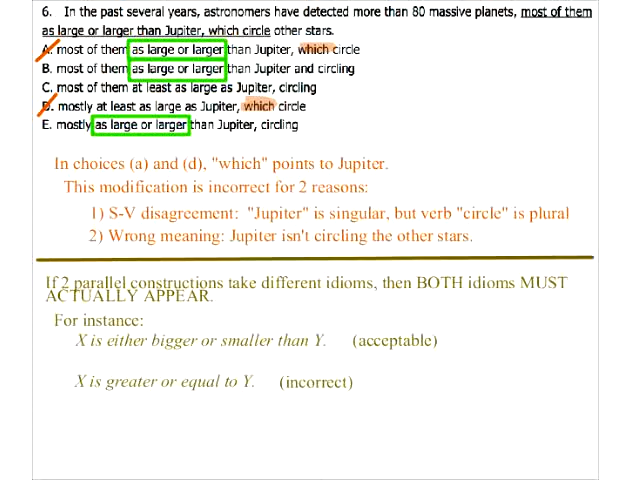 6. In the past several years, astronomers have detected more than 80 massive planets, most of them
as large or larger than Jupiter, which circle other stars.
A. most of them as large or larger than Jupiter, which circle
B. most of them as large or larger than Jupiter and circling
C. most of them at least as large as Jupiter, circling
D. mostly at least as large as Jupiter, which circle
E. mostly as large or larger than Jupiter, circling
In choices (a) and (d), "which" points to Jupiter.
This modification is incorrect for 2 reasons:
1) S-V disagreement: "Jupiter" is singular, but verb "circle" is plural
2) Wrong meaning: Jupiter isn't circling the other stars.
If 2 parallel constructions take different idioms, then BOTH idioms MUST
ACTUALLY APPEAR.
For instance:
X is either bigger or smaller than Y. (acceptable)
X is greater or equal to Y. (incorrect)